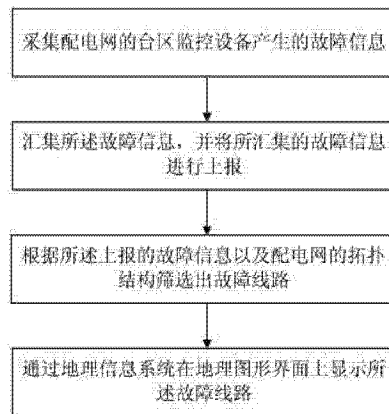 采集配电网的台区监控设备产生的故障信息
汇集所述故障信息，并将所汇集的故障信息
进行上报
根据所述上报的故障信息以及配电网的拓扑
结构筛选出故障线路
通过地理信息系统在地理图形界面上显示所
述故障线路